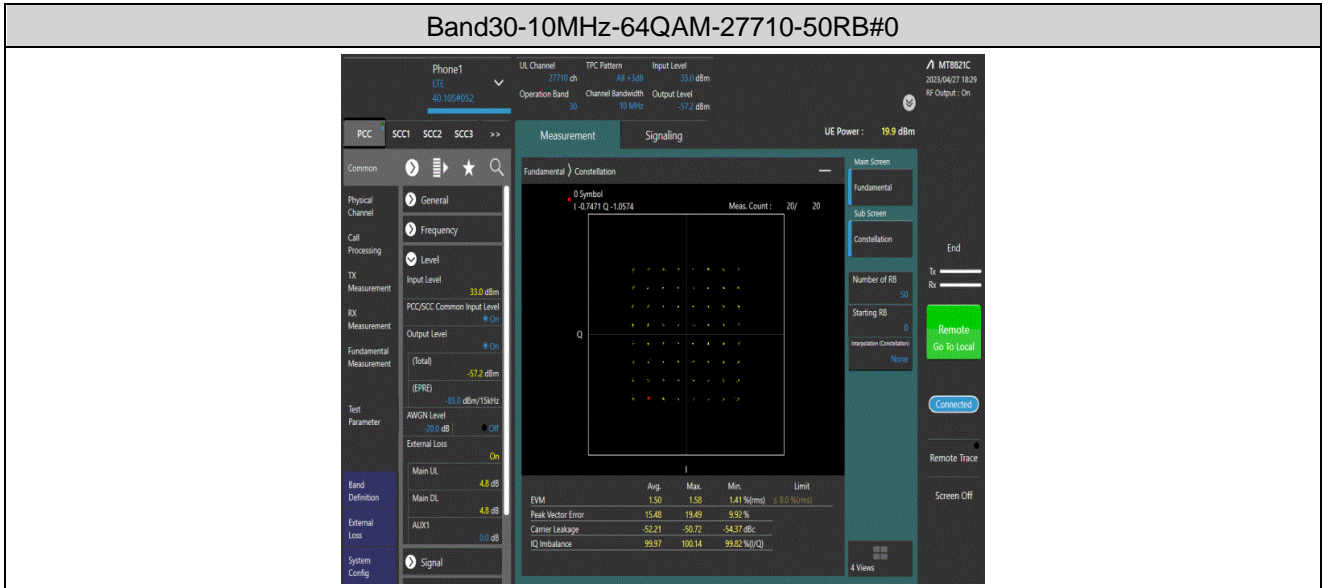 Band30-10MHz-64QAM-27710-50RB#0
Phone1
LTE
40.10S#052
UL Channel
27710 ch
TPC Pattern
All +3dB
Input Level
33.0 dBm
Operation Band
30
Channel Bandwidth
10 MHz
Output Level
-57.2 dBm
MT8821C
2023/04/27 18:29
RF Output : On
PCC SCC1 SCC2 SCC3 >>
Measurement
Signaling
UE Power : 19.9 dBm
Common
Physical
Channel
Call
Processing
TX
Measurement
RX
Measurement
Fundamental
Measurement
Test
Parameter
Band
Definition
External
Loss
System
Config
General
Frequency
Level
Input Level
33.0 dBm
PCC/SCC Common Input Level
On
Output Level
On
(Total)
-57.2 dBm
(EPRE)
-85.0 dBm/15kHz
AWGN Level
-20.0 dB Off
External Loss
On
Main UL
4.8 dB
Main DL
4.8 dB
AUX1
0.0 dB
Signal
Fundamental ⟩ Constellation
0 Symbol
I -0.7471 Q -1.0574
Meas. Count : 20/ 20
Q
I
Avg. Max. Min. Limit
EVM 1.50 1.58 1.41 %(rms) ≤ 8.0 %(rms)
Peak Vector Error 15.48 19.49 9.92 %
Carrier Leakage -52.21 -50.72 -54.37 dBc
IQ Imbalance 99.97 100.14 99.82 %(I/Q)
Main Screen
Fundamental
Sub Screen
Constellation
Number of RB
50
Starting RB
0
Interpolation (Constellation)
None
4 Views
End
Tx
Rx
Remote
Go To Local
Connected
Remote Trace
Screen Off